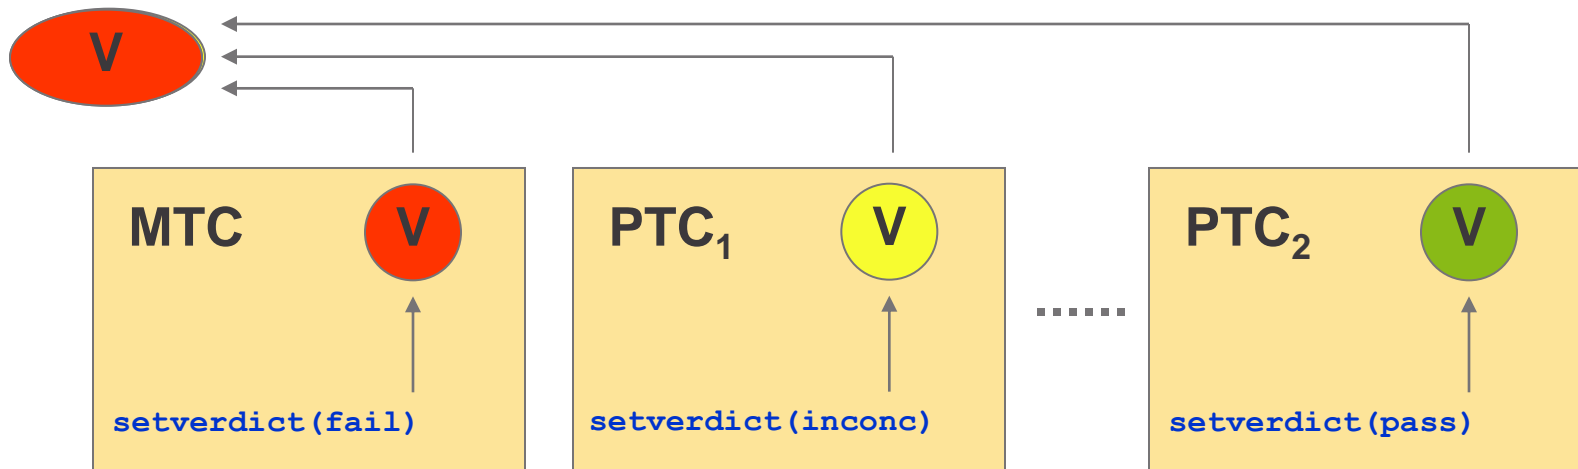 V
MTC V
PTC1 V
PTC2 V
......
setverdict(fail)
setverdict(inconc)
setverdict(pass)